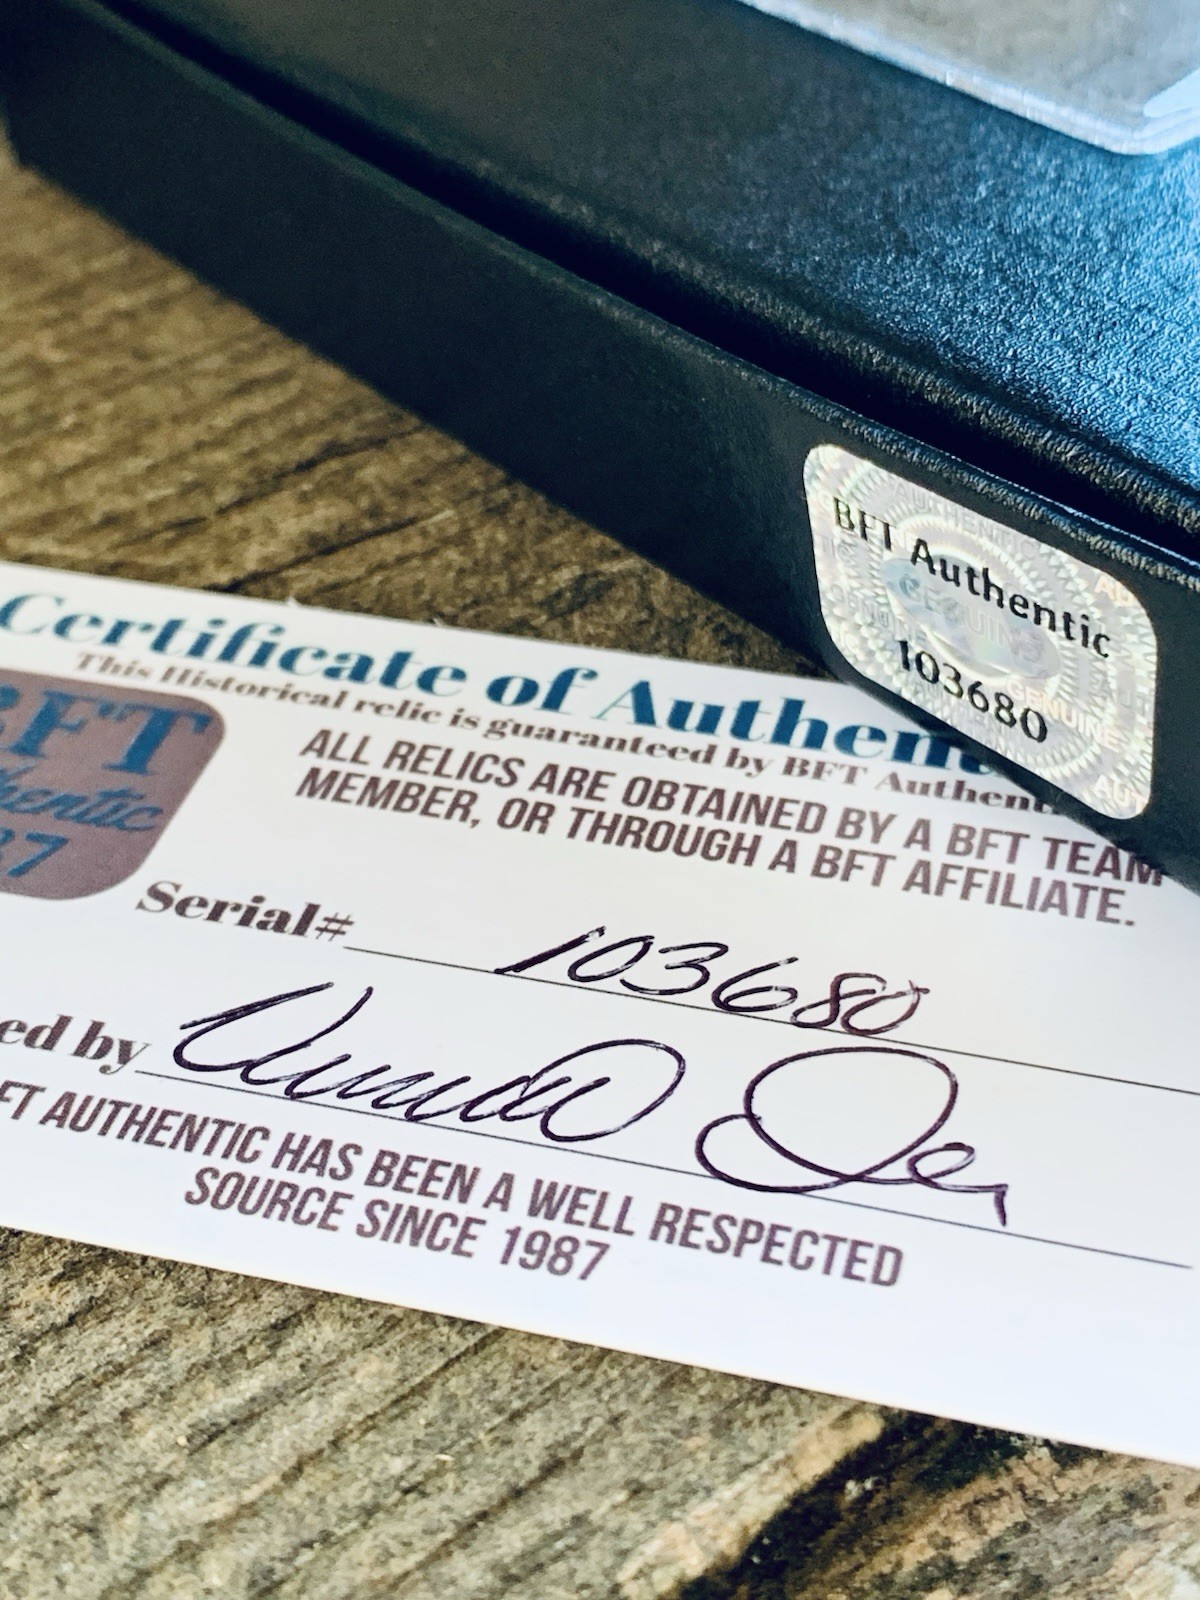 BFT Authentic
103680
Certificate of Authen
This Historical relic is guaranteed by BFT Authent
BFT
thentic
87
ALL RELICS ARE OBTAINED BY A BFT TEAM
MEMBER, OR THROUGH A BFT AFFILIATE.
Serial# 103680
ed by
FT AUTHENTIC HAS BEEN A WELL RESPECTED
SOURCE SINCE 1987